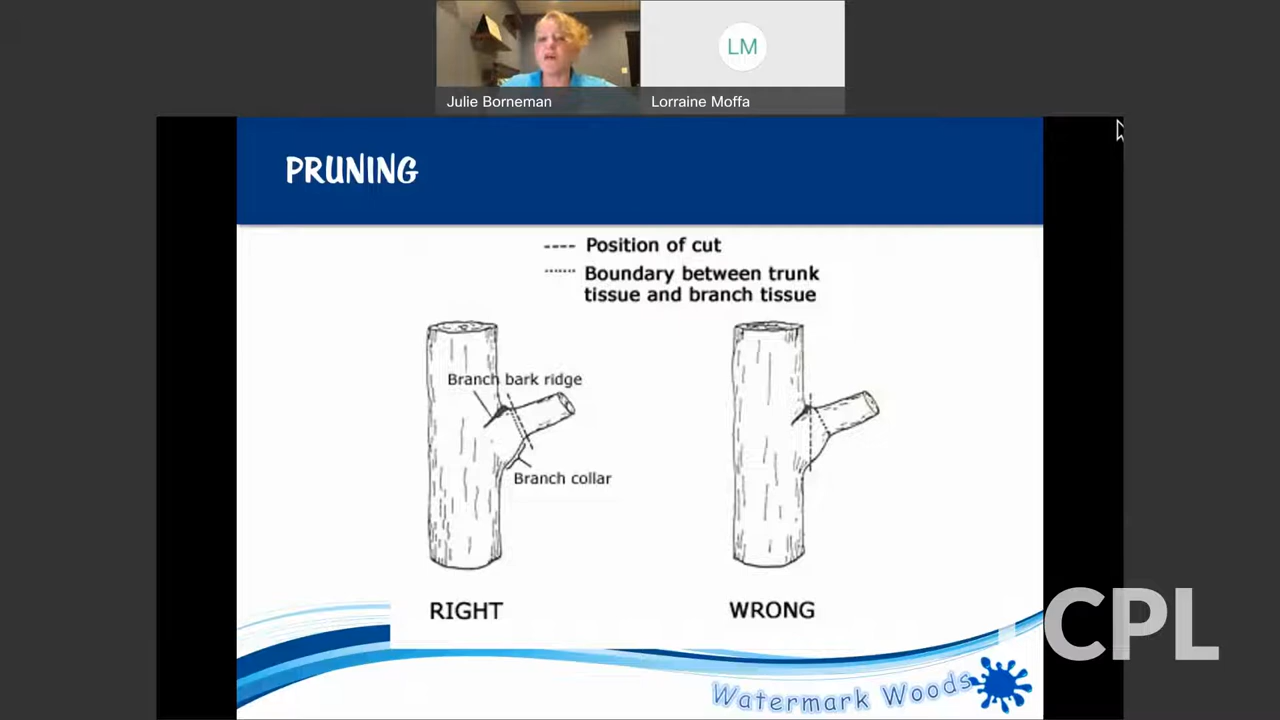 LM
Julie Borneman
Lorraine Moffa
PRUNING
Position of cut
Boundary between trunk
tissue and branch tissue
Branch bark ridge
Branch collar
RIGHT
WRONG
CPL
Watermark Woods